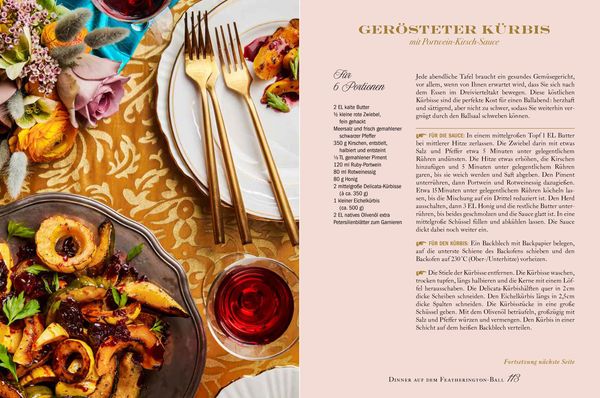 GERÖSTETER KÜRBIS
mit Portwein-Kirsch-Sauce
Für
6 Portionen
2 EL kalte Butter
½ kleine rote Zwiebel,
fein gehackt
Meersalz und frisch gemahlener
schwarzer Pfeffer
350 g Kirschen, entstielt,
halbiert und entsteint
¼ TL gemahlener Piment
120 ml Ruby-Portwein
80 ml Rotweinessig
80 g Honig
2 mittelgroße Delicata-Kürbisse
(à ca. 350 g)
1 kleiner Eichelkürbis
(ca. 500 g)
2 EL natives Olivenöl extra
Petersilienblätter zum Garnieren
Jede abendliche Tafel braucht ein gesundes Gemüsegericht,
vor allem, wenn von Ihnen erwartet wird, dass Sie sich nach
dem Essen im Dreivierteltakt bewegen. Diese köstlichen
Kürbisse sind die perfekte Kost für einen Ballabend: herzhaft
und sättigend, aber nicht zu schwer, sodass Sie weiterhin ver-
gnügt durch den Ballsaal schweben können.
FÜR DIE SAUCE: In einem mittelgroßen Topf 1 EL Butter
bei mittlerer Hitze zerlassen. Die Zwiebel darin mit etwas
Salz und Pfeffer etwa 5 Minuten unter gelegentlichem
Rühren andünsten. Die Hitze etwas erhöhen, die Kirschen
hinzufügen und 5 Minuten unter gelegentlichem Rühren
garen, bis sie weich werden und Saft abgeben. Den Piment
unterrühren, dann Portwein und Rotweinessig dazugießen.
Etwa 15 Minuten unter gelegentlichem Rühren köcheln las-
sen, bis die Mischung auf ein Drittel reduziert ist. Den Herd
ausschalten, dann 3 EL Honig und die restliche Butter unter-
rühren, bis beides geschmolzen und die Sauce glatt ist. In eine
mittelgroße Schüssel füllen und abkühlen lassen. Die Sauce
dickt dabei noch weiter ein.
FÜR DEN KÜRBIS: Ein Backblech mit Backpapier belegen,
auf die unterste Schiene des Backofens schieben und den
Backofen auf 230 °C (Ober-/Unterhitze) vorheizen.
Die Stiele der Kürbisse entfernen. Die Kürbisse waschen,
trocken tupfen, längs halbieren und die Kerne mit einem Löf-
fel herausschaben. Die Delicata-Kürbishälften quer in 2 cm
dicke Scheiben schneiden. Den Eichelkürbis längs in 2,5 cm
dicke Spalten schneiden. Die Kürbisstücke in eine große
Schüssel geben. Mit dem Olivenöl beträufeln, großzügig mit
Salz und Pfeffer würzen und vermengen. Den Kürbis in einer
Schicht auf dem heißen Backblech verteilen.
Fortsetzung nächste Seite
DINNER AUF DEM FEATHERINGTON-BALL 113